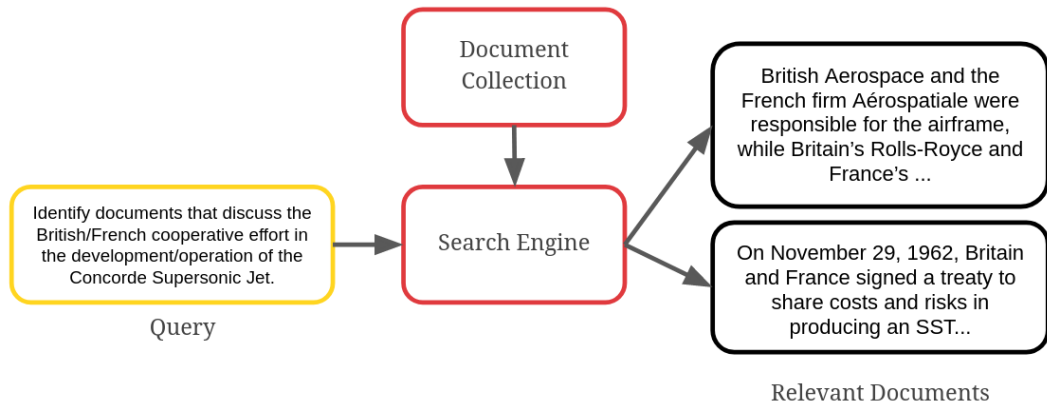 Document
Collection
Identify documents that discuss the
British/French cooperative effort in
the development/operation of the
Concorde Supersonic Jet.
Query
Search Engine
British Aerospace and the
French firm Aérospatiale were
responsible for the airframe,
while Britain’s Rolls-Royce and
France’s ...
On November 29, 1962, Britain
and France signed a treaty to
share costs and risks in
producing an SST...
Relevant Documents